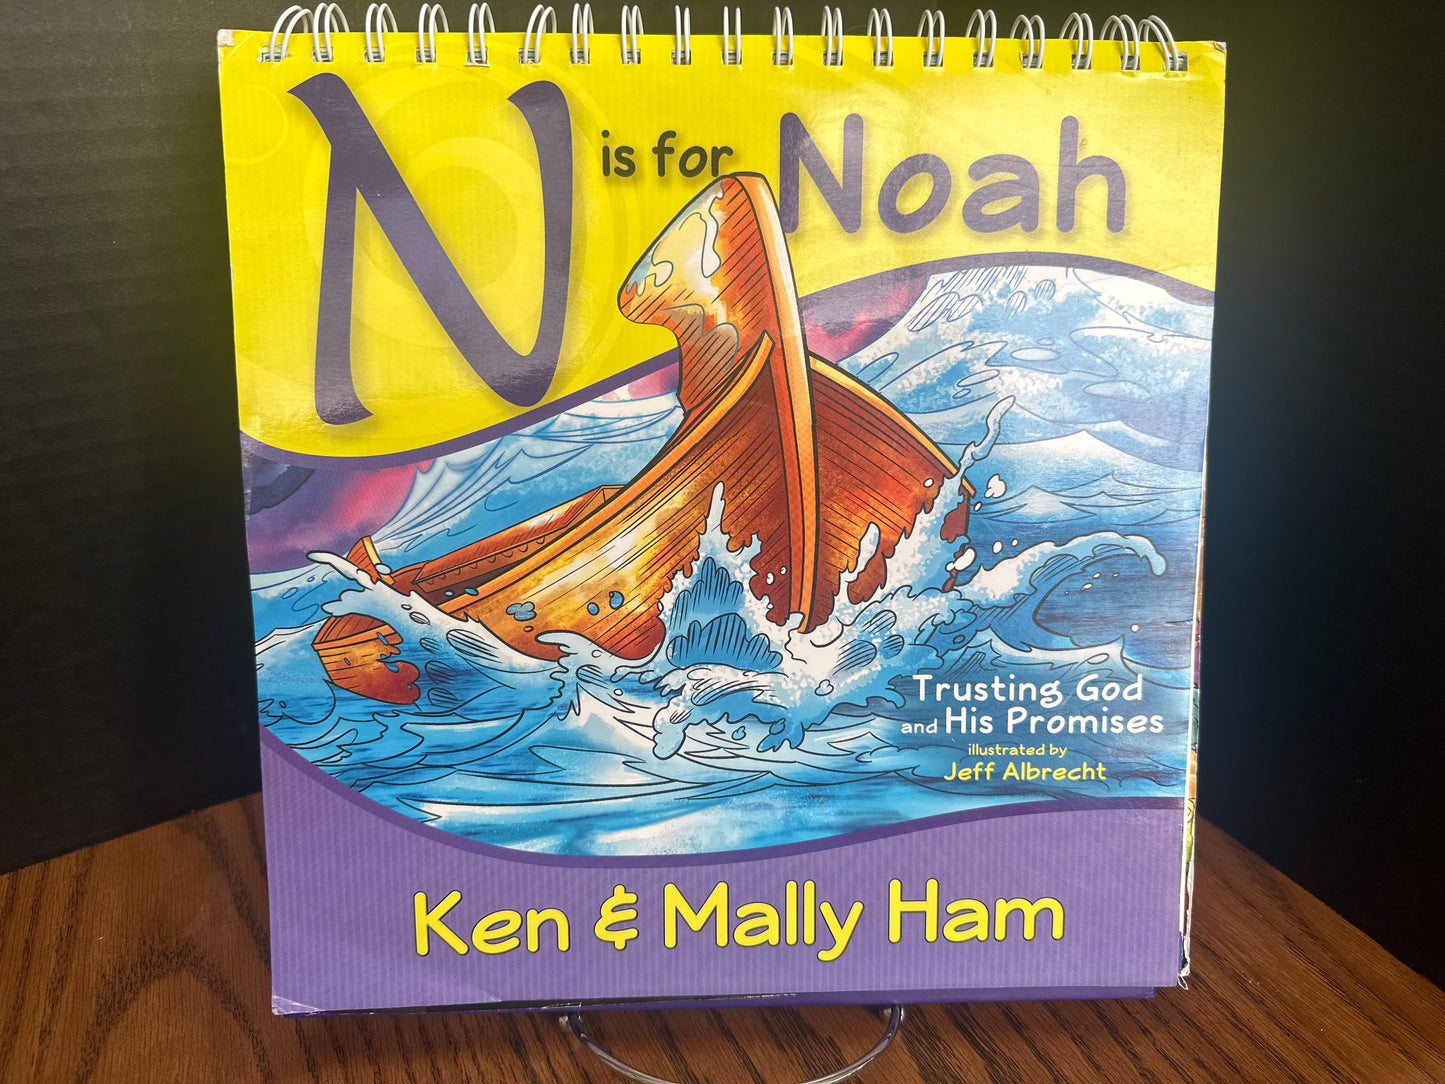 N is for Noah
Trusting God
and His Promises
illustrated by
Jeff Albrecht
Ken & Mally Ham